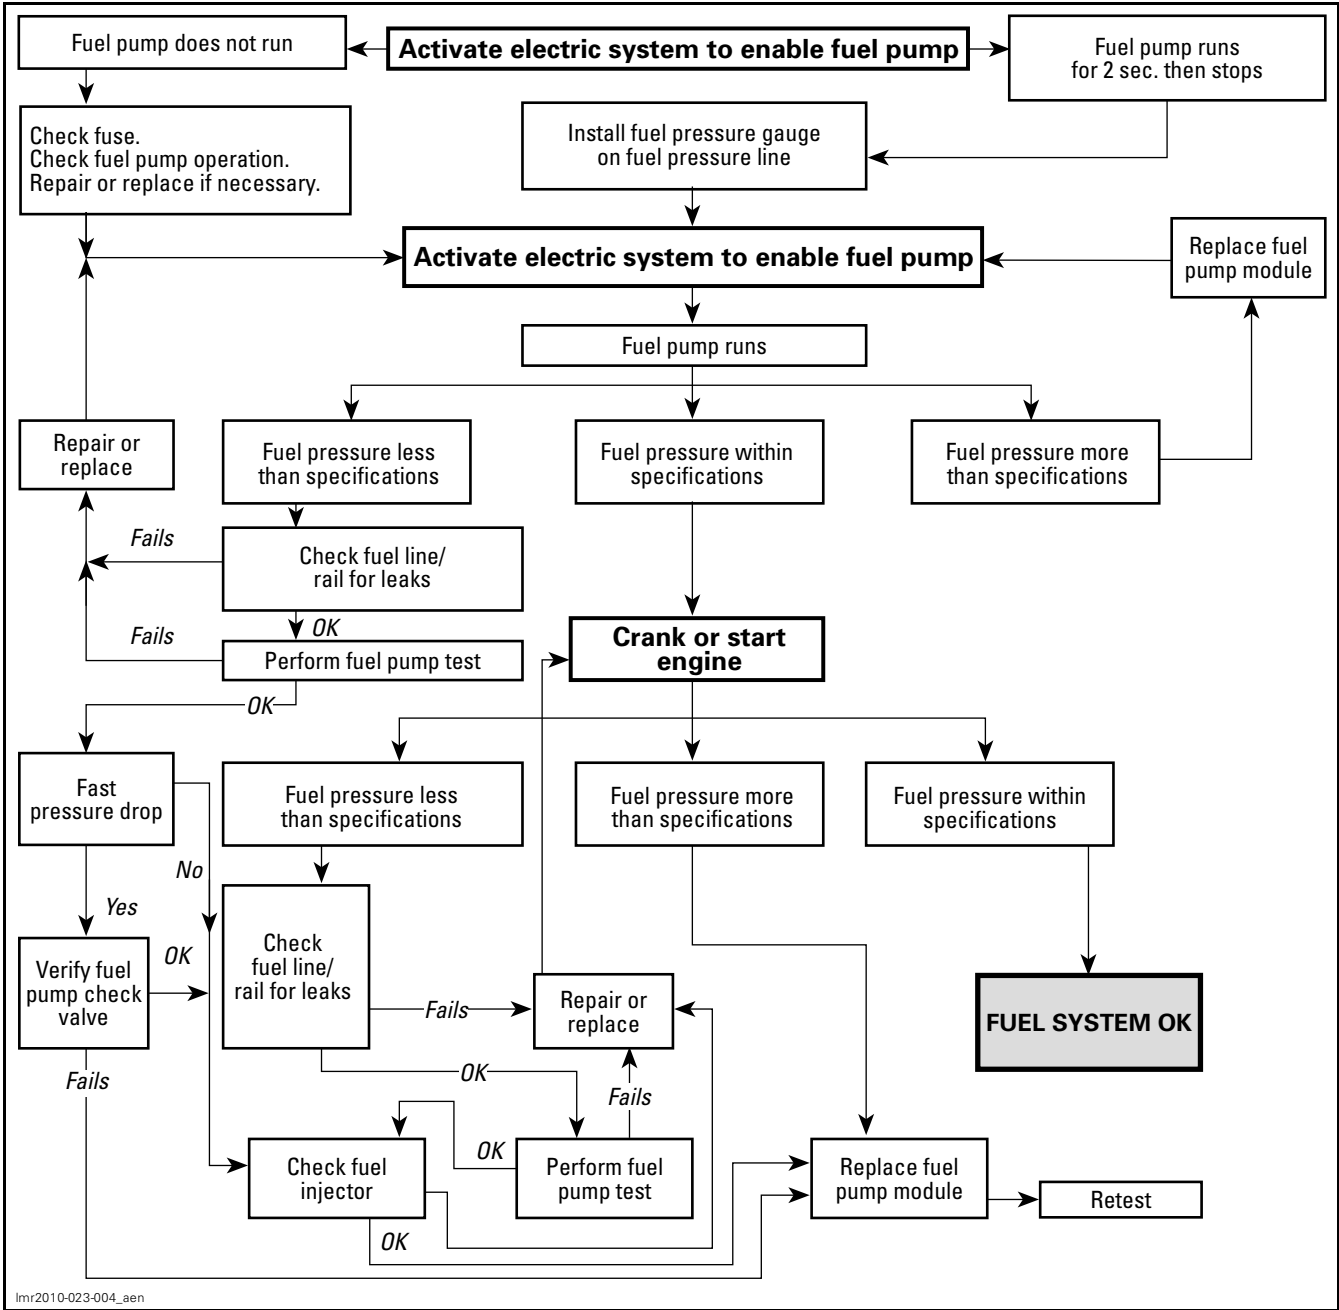 Fuel pump does not run
Activate electric system to enable fuel pump
Fuel pump runs
for 2 sec. then stops
Check fuse.
Check fuel pump operation.
Repair or replace if necessary.
Install fuel pressure gauge
on fuel pressure line
Activate electric system to enable fuel pump
Replace fuel
pump module
Fuel pump runs
Repair or
replace
Fuel pressure less
than specifications
Fuel pressure within
specifications
Fuel pressure more
than specifications
Fails
Check fuel line/
rail for leaks
OK
Fails
Perform fuel pump test
Crank or start
engine
OK
Fast
pressure drop
Fuel pressure less
than specifications
Fuel pressure more
than specifications
Fuel pressure within
specifications
No
Yes
OK
Verify fuel
pump check
valve
Check
fuel line/
rail for leaks
Fails
Repair or
replace
FUEL SYSTEM OK
Fails
OK
Fails
Check fuel
injector
OK
Perform fuel
pump test
Replace fuel
pump module
Retest
OK
lmr2010-023-004_aen